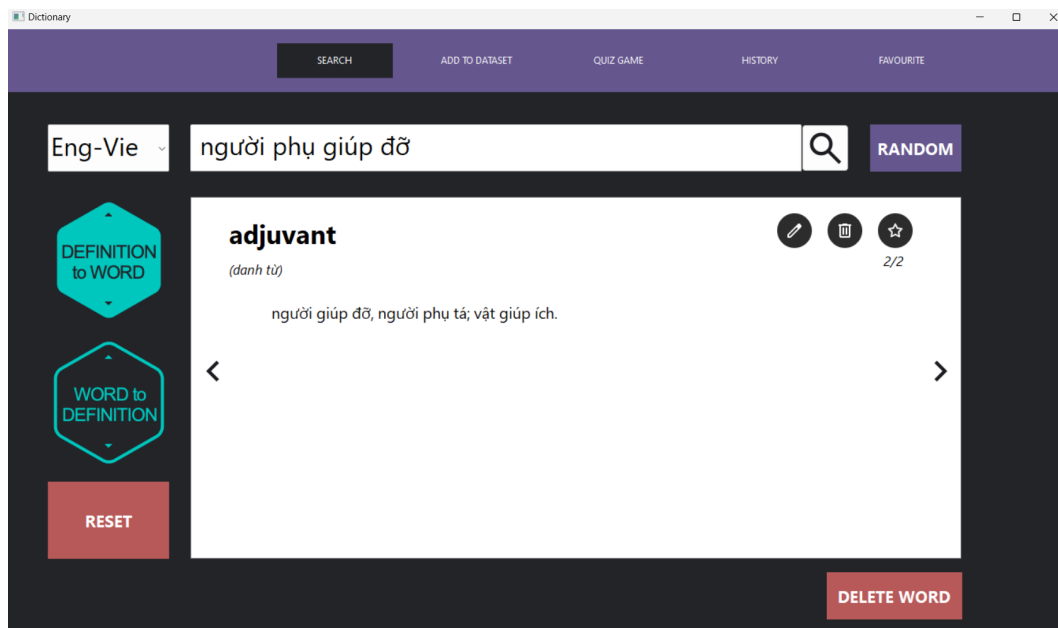 Dictionary
SEARCH
ADD TO DATASET
QUIZ GAME
HISTORY
FAVOURITE
Eng-Vie
người phụ giúp đỡ
RANDOM
DEFINITION
to WORD
adjuvant
(danh từ)
2/2
người giúp đỡ, người phụ tá; vật giúp ích.
WORD to
DEFINITION
RESET
DELETE WORD